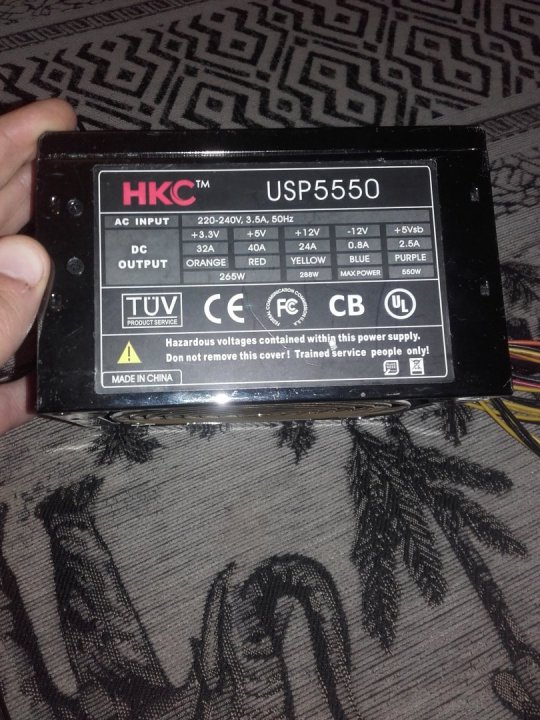 HKC™ USP5550
AC INPUT 220-240V, 3.5A, 50Hz
DC OUTPUT
+3.3V +5V +12V -12V +5Vsb
32A 40A 24A 0.8A 2.5A
ORANGE RED YELLOW BLUE PURPLE
265W 288W MAX POWER 550W
TÜV
PRODUCT SERVICE
CE
FEDERAL COMMUNICATION COMMISSION U.S.A
FC
CB
UL
Hazardous voltages contained within this power supply.
Don not remove this cover! Trained service people only!
MADE IN CHINA